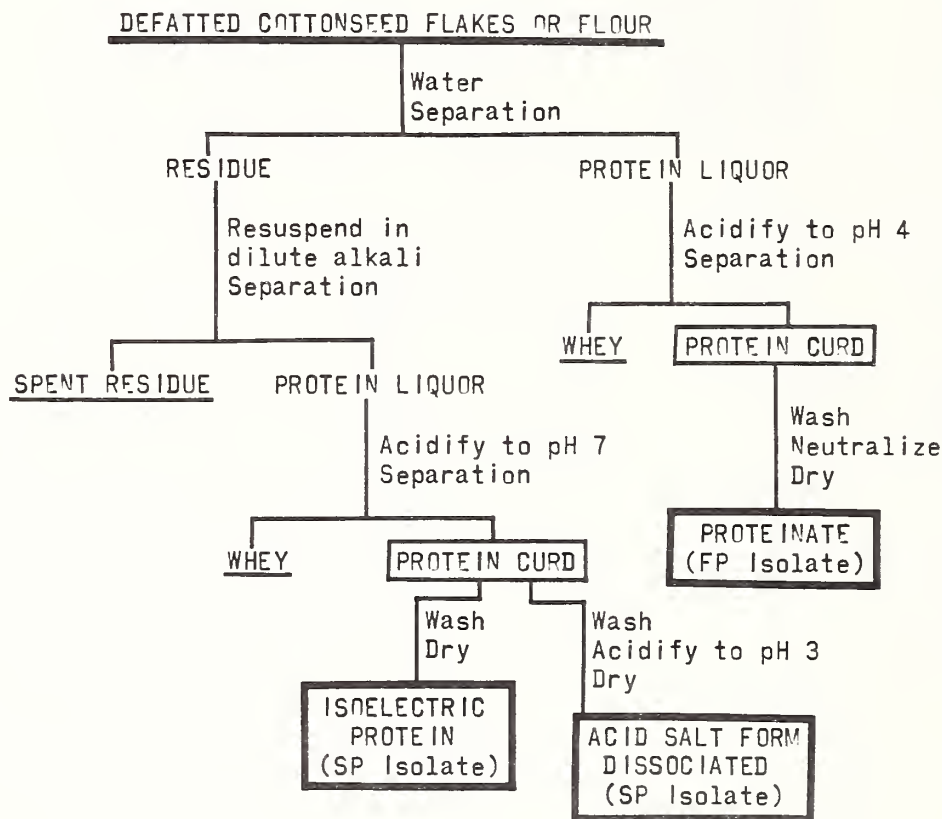 DEFATTED COTTONSEED FLAKES OR FLOUR
Water
Separation
RESIDUE
PROTEIN LIQUOR
Resuspend in
dilute alkali
Separation
Acidify to pH 4
Separation
WHEY
PROTEIN CURD
SPENT RESIDUE
PROTEIN LIQUOR
Wash
Neutralize
Dry
Acidify to pH 7
Separation
PROTEINATE
(FP Isolate)
WHEY
PROTEIN CURD
Wash
Dry
Wash
Acidify to pH 3
Dry
ISOELECTRIC
PROTEIN
(SP Isolate)
ACID SALT FORM
DISSOCIATED
(SP Isolate)